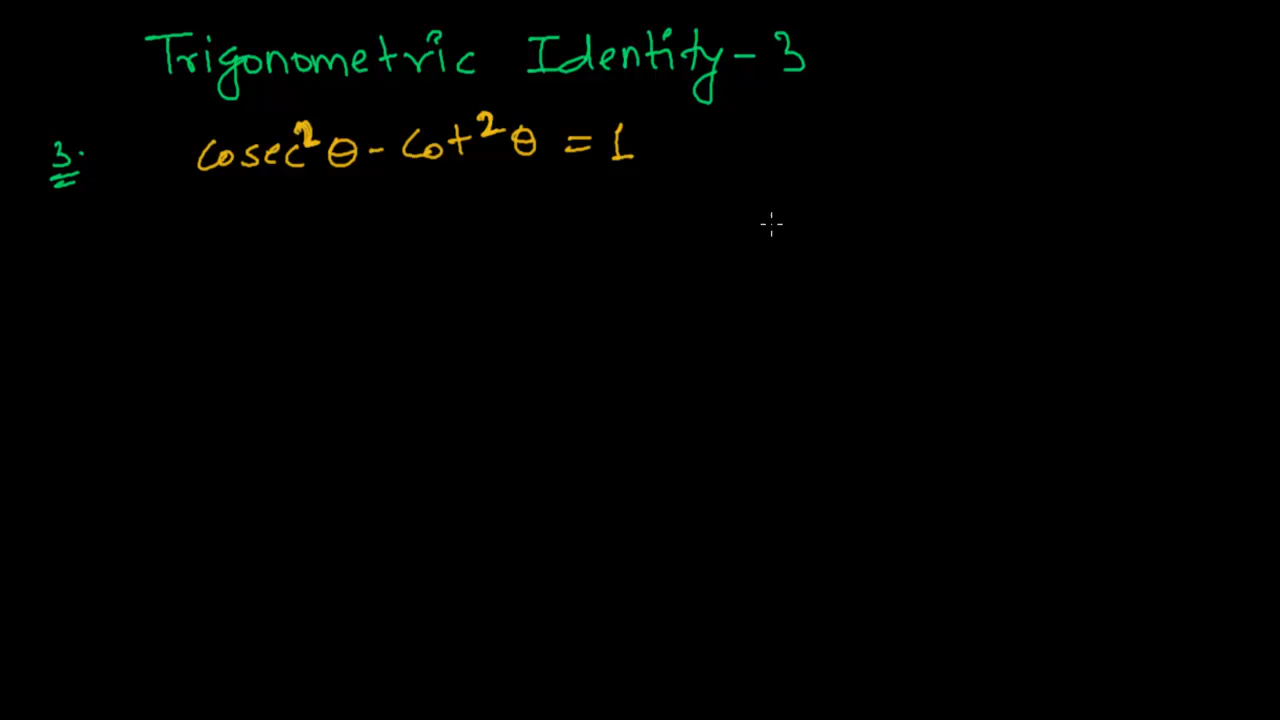 Trigonometric Identity - 3
3. cosec²θ - cot²θ = 1